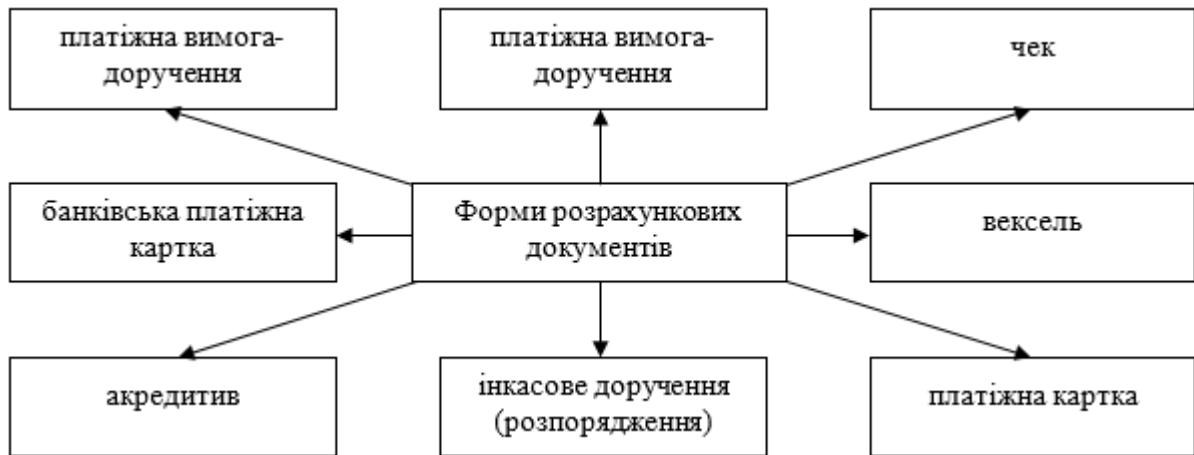 платіжна вимога-
доручення
платіжна вимога-
доручення
чек
банківська платіжна
картка
Форми розрахункових
документів
вексель
акредитив
інкасове доручення
(розпорядження)
платіжна картка